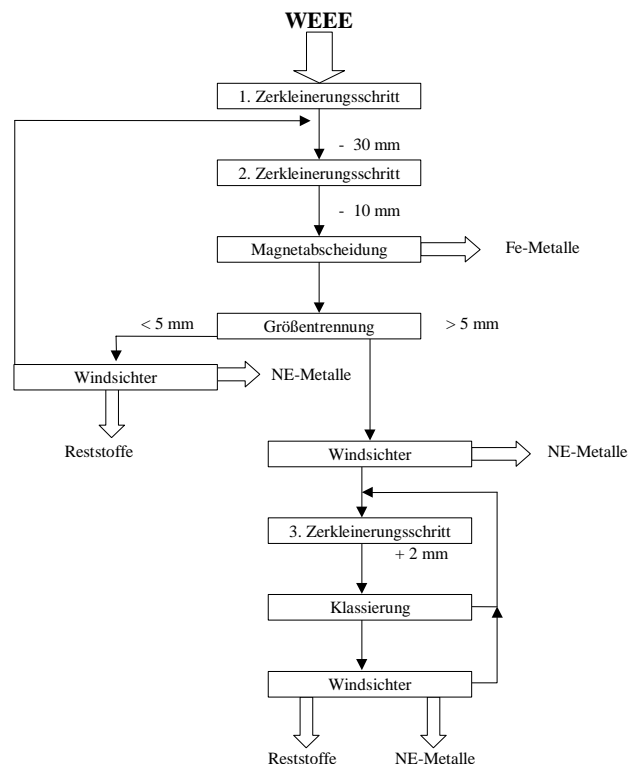 WEEE
1. Zerkleinerungsschritt
- 30 mm
2. Zerkleinerungsschritt
- 10 mm
Magnetabscheidung
Fe-Metalle
< 5 mm
Größentrennung
> 5 mm
Windsichter
NE-Metalle
Reststoffe
Windsichter
NE-Metalle
3. Zerkleinerungsschritt
+ 2 mm
Klassierung
Windsichter
Reststoffe
NE-Metalle